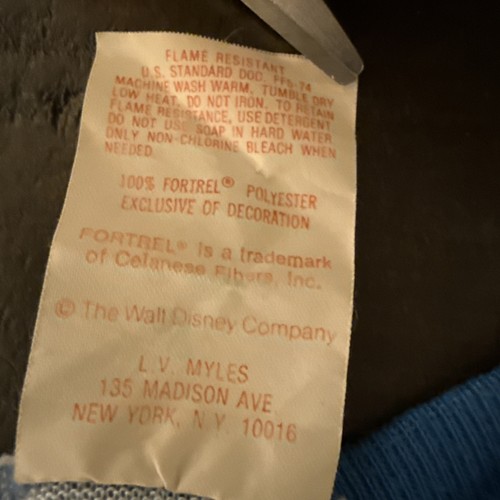 FLAME RESISTANT
U.S. STANDARD DOC. FF5-74
MACHINE WASH WARM, TUMBLE DRY
LOW HEAT. DO NOT IRON. TO RETAIN
FLAME RESISTANCE, USE DETERGENT
DO NOT USE SOAP IN HARD WATER
ONLY NON-CHLORINE BLEACH WHEN
NEEDED.
100% FORTREL® POLYESTER
EXCLUSIVE OF DECORATION
FORTREL® is a trademark
of Celanese Fibers, Inc.
© The Walt Disney Company
L.V. MYLES
135 MADISON AVE
NEW YORK, N.Y. 10016